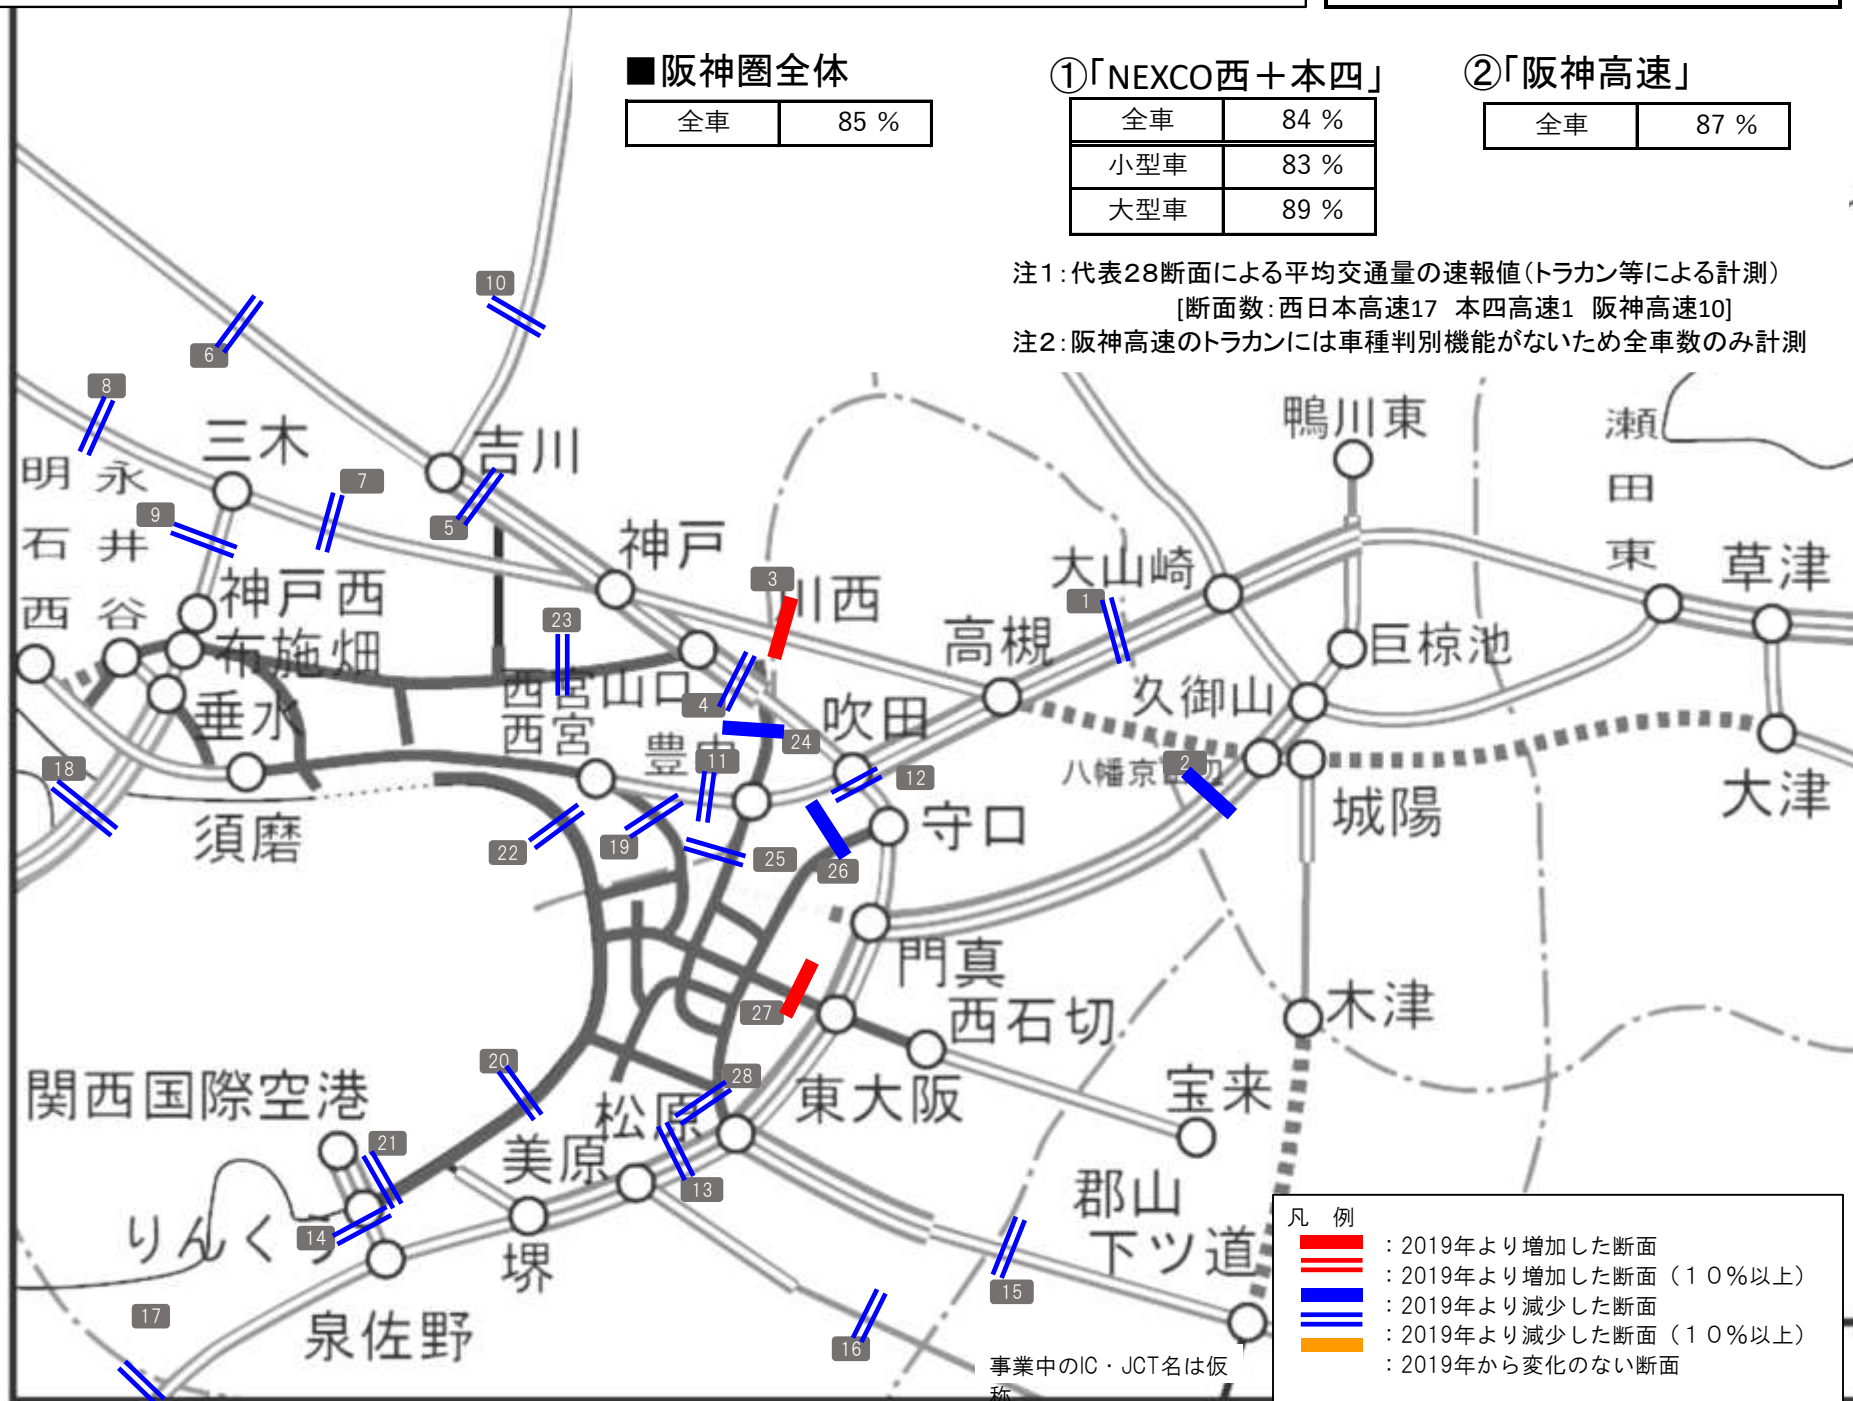 ■阪神圏全体
全車 85 %
①「NEXCO西＋本四」
全車 84 %
小型車 83 %
大型車 89 %
②「阪神高速」
全車 87 %
注1：代表28断面による平均交通量の速報値（トラカン等による計測）
[断面数：西日本高速17 本四高速1 阪神高速10]
注2：阪神高速のトラカンには車種判別機能がないため全車数のみ計測
10
6
8
三木
吉川
7
5
9
明石西
永井谷
神戸西
布施畑
神戸
23
3
川西
1
大山崎
鴨川東
瀬田東
草津
高槻
巨椋池
久御山
西宮山口
西宮
4
24
吹田
豊中
11
12
垂水
18
須磨
22
19
25
26
守口
八幡京田辺
2
城陽
大津
門真
27
西石切
木津
20
28
東大阪
宝来
関西国際空港
21
松原
美原
13
郡山
下ツ道
14
りんくう
堺
15
17
泉佐野
16
事業中のIC・JCT名は仮
称
凡 例
：2019年より増加した断面
：2019年より増加した断面（１０％以上）
：2019年より減少した断面
：2019年より減少した断面（１０％以上）
：2019年から変化のない断面